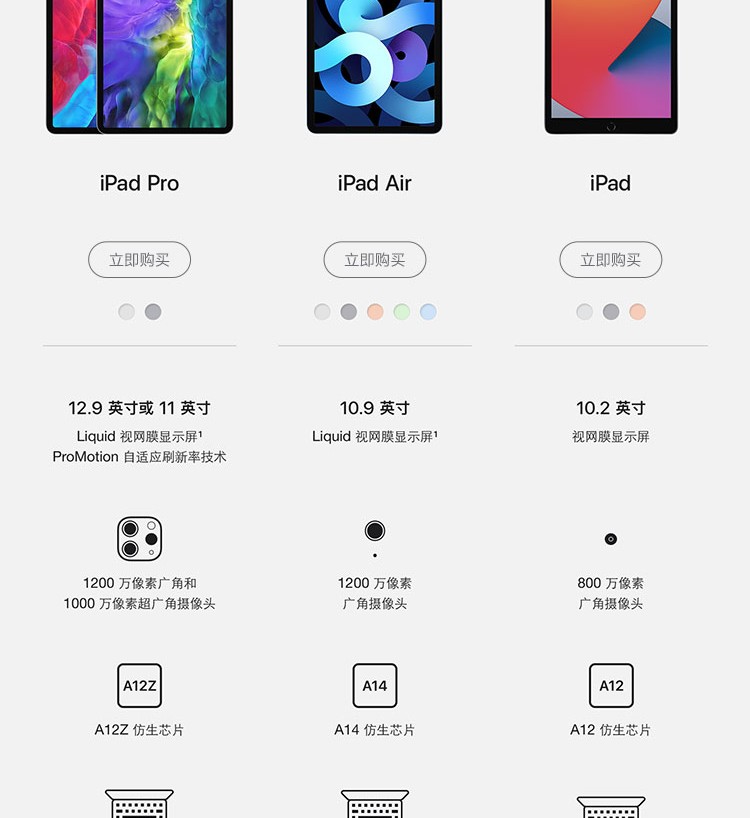 iPad Pro
iPad Air
iPad
立即购买
立即购买
立即购买
12.9 英寸或 11 英寸
10.9 英寸
10.2 英寸
Liquid 视网膜显示屏¹
Liquid 视网膜显示屏¹
视网膜显示屏
ProMotion 自适应刷新率技术
1200 万像素广角和
1200 万像素
800 万像素
1000 万像素超广角摄像头
广角摄像头
广角摄像头
A12Z
A14
A12
A12Z 仿生芯片
A14 仿生芯片
A12 仿生芯片